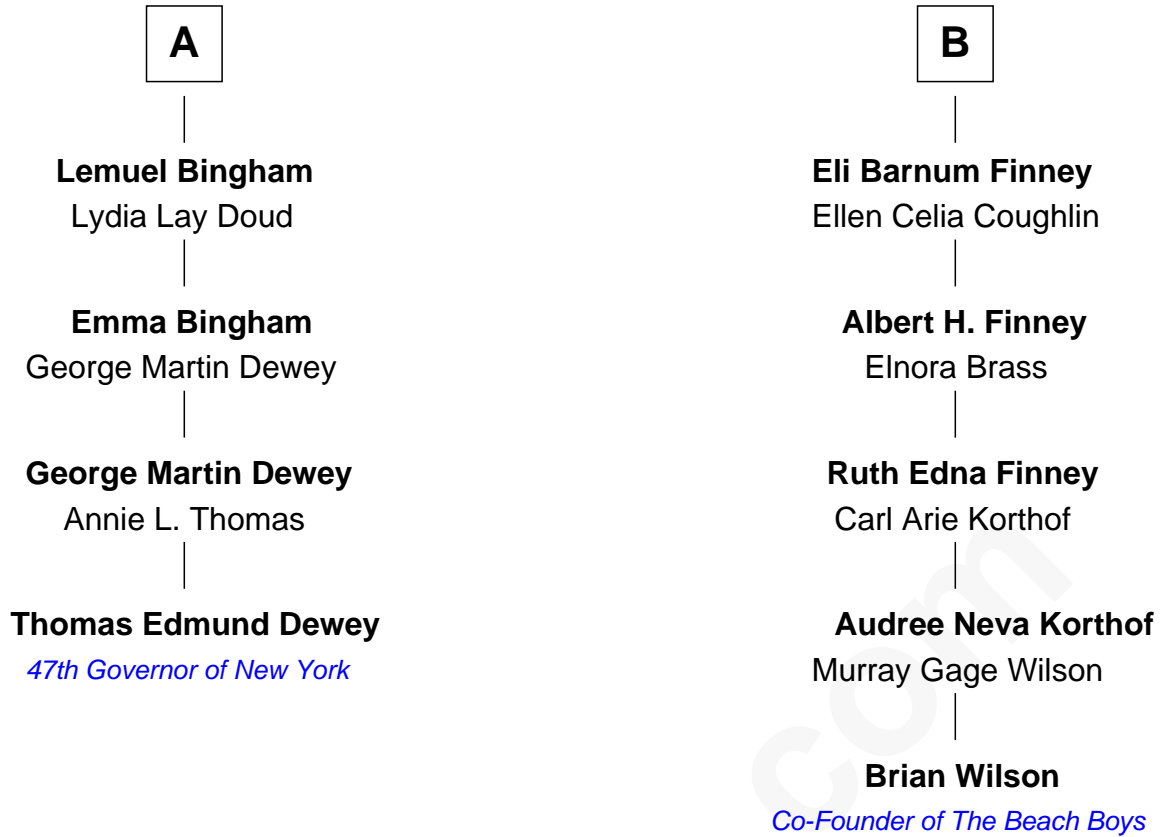 A
Lemuel Bingham
Lydia Lay Doud
Emma Bingham
George Martin Dewey
George Martin Dewey
Annie L. Thomas
Thomas Edmund Dewey
47th Governor of New York
B
Eli Barnum Finney
Ellen Celia Coughlin
Albert H. Finney
Elnora Brass
Ruth Edna Finney
Carl Arie Korthof
Audree Neva Korthof
Murray Gage Wilson
Brian Wilson
Co-Founder of The Beach Boys
com